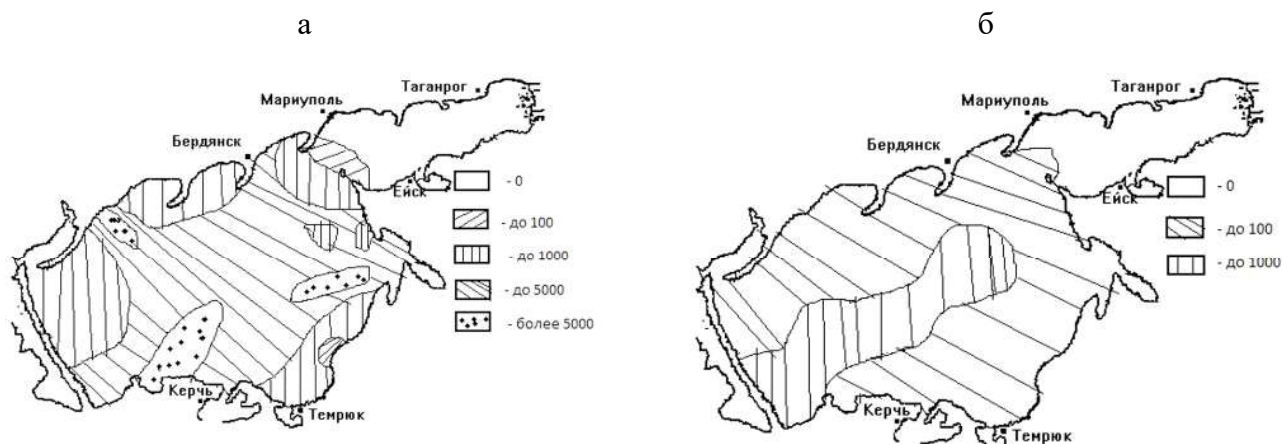 а
Таганрог
Мариуполь
Бердянск
Ейск
- 0
- до 100
- до 1000
- до 5000
- более 5000
Керчь
Темрюк
б
Таганрог
Мариуполь
Бердянск
Ейск
- 0
- до 100
- до 1000
Керчь
Темрюк